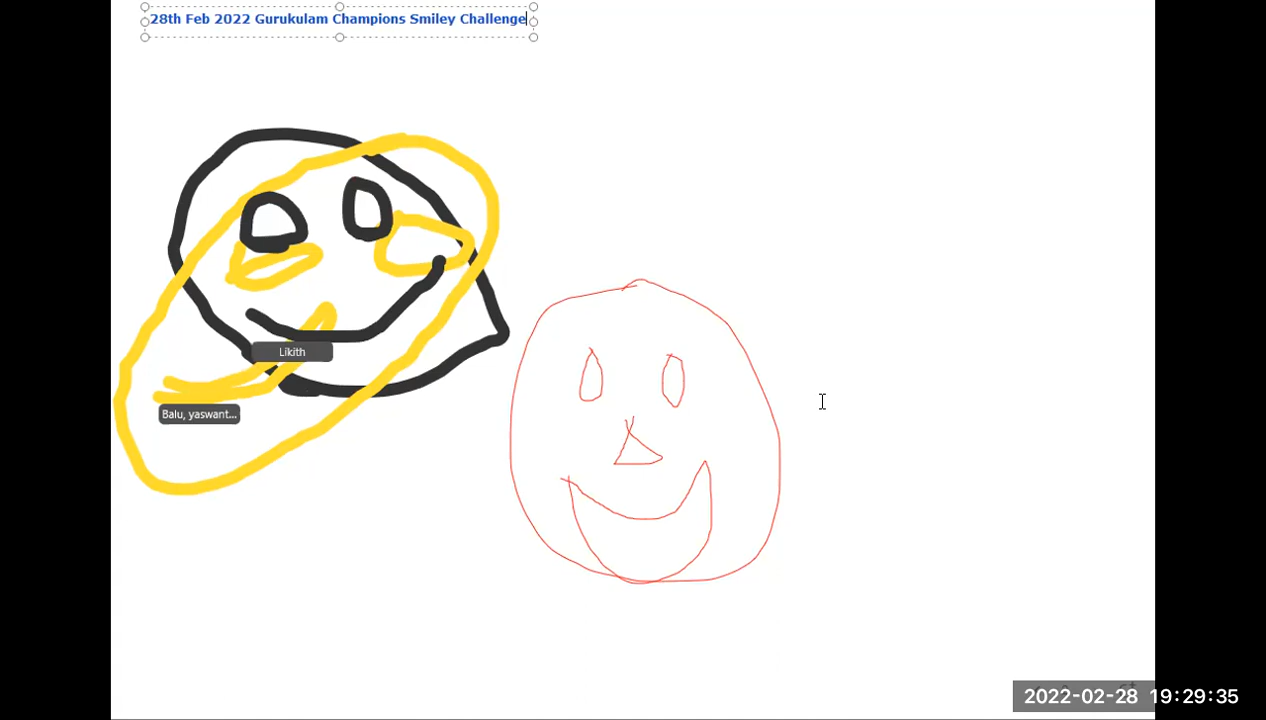 28th Feb 2022 Gurukulam Champions Smiley Challenge
Likith
Balu, yaswant...
2022-02-28 19:29:35